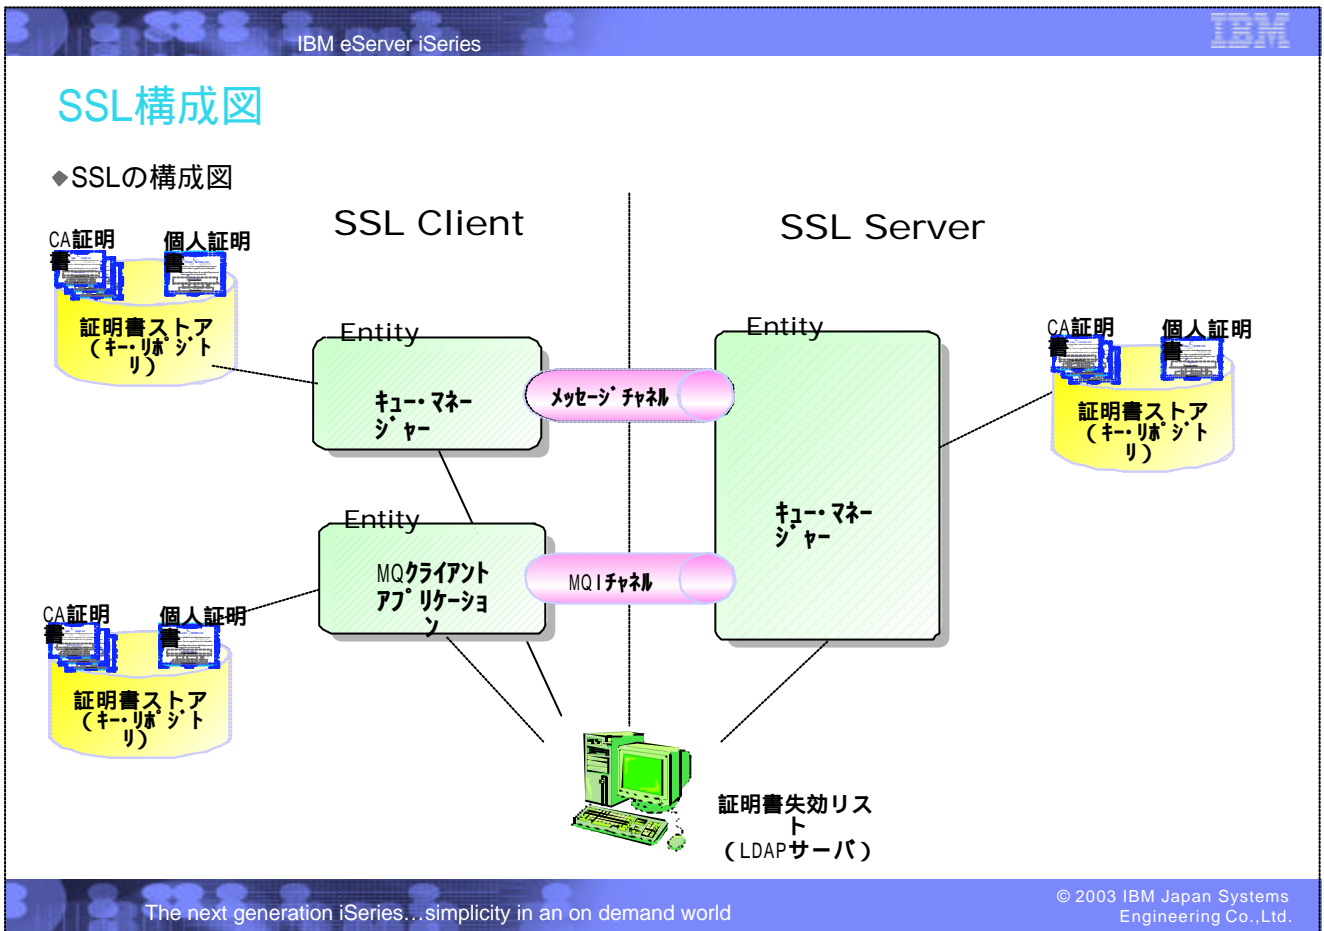 IBM eServer iSeries
IBM
SSL構成図
◆SSLの構成図
SSL Client
SSL Server
CA証明
書
個人証明
書
証明書ストア
（ｷｰ･ﾘﾎﾟｼﾞﾄ
ﾘ）
Entity
ｷｭｰ･ﾏﾈｰ
ｼﾞｬｰ
ﾒｯｾｰｼﾞﾁｬﾈﾙ
Entity
ｷｭｰ･ﾏﾈｰ
ｼﾞｬｰ
CA証明
書
個人証明
書
証明書ストア
（ｷｰ･ﾘﾎﾟｼﾞﾄ
ﾘ）
Entity
MQｸﾗｲｱﾝﾄ
ｱﾌﾟﾘｹｰｼｮ
ﾝ
MQIﾁｬﾈﾙ
CA証明
書
個人証明
書
証明書ストア
（ｷｰ･ﾘﾎﾟｼﾞﾄ
ﾘ）
証明書失効リス
ト
（LDAPサーバ）
The next generation iSeries…simplicity in an on demand world
© 2003 IBM Japan Systems
Engineering Co.,Ltd.